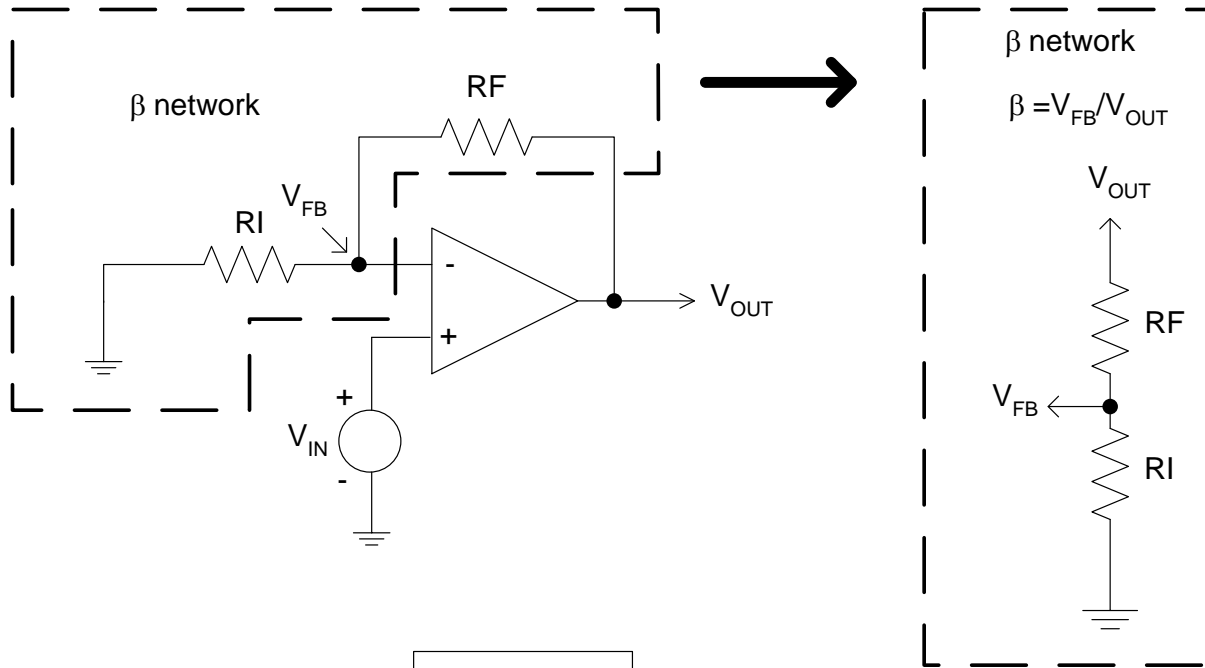 β network
RF
V_FB
RI
-
+
V_OUT
+
V_IN
-
β network
β =V_FB/V_OUT
V_OUT
RF
V_FB
RI